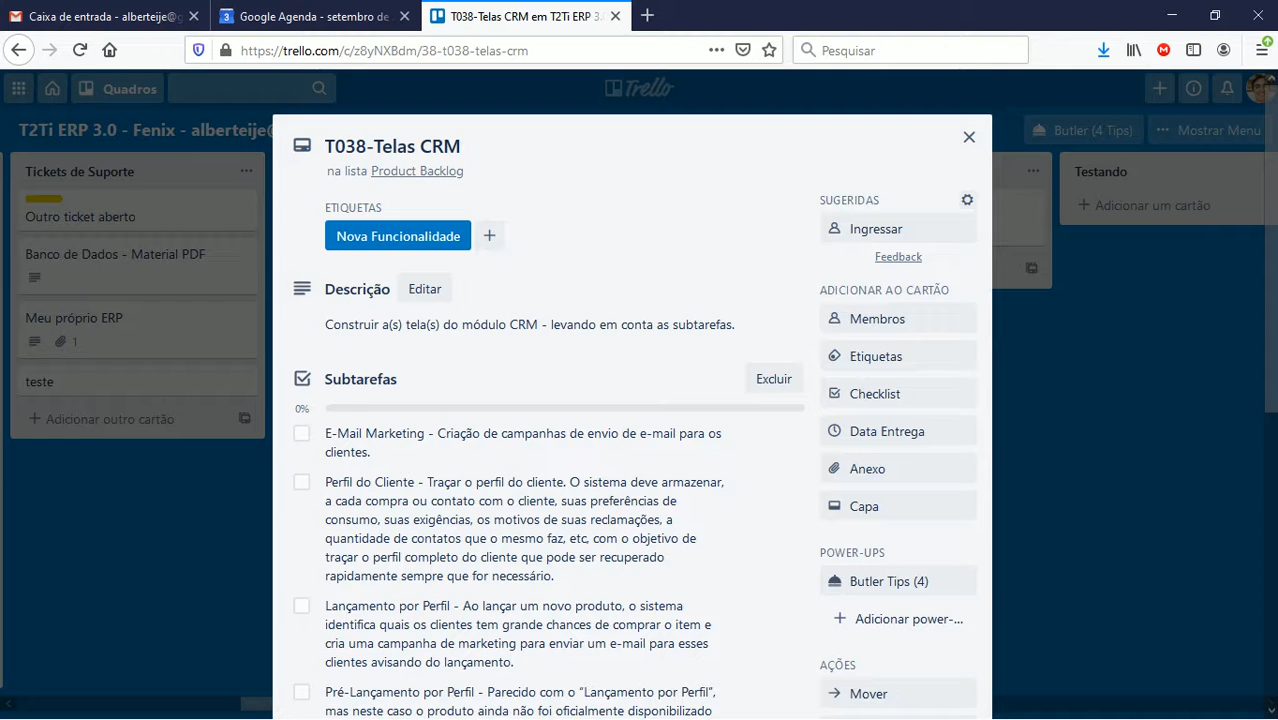 Caixa de entrada - alberteije@g
Google Agenda - setembro de
T038-Telas CRM em T2Ti ERP 3.0
https://trello.com/c/z8yNXBdm/38-t038-telas-crm
Pesquisar
Quadros
Trello
T2Ti ERP 3.0 - Fenix - alberteije@
Butler (4 Tips)
Mostrar Menu
Tickets de Suporte
Outro ticket aberto
Banco de Dados - Material PDF
Meu próprio ERP
1
teste
Adicionar outro cartão
T038-Telas CRM
na lista Product Backlog
ETIQUETAS
Nova Funcionalidade
Descrição
Editar
Construir a(s) tela(s) do módulo CRM - levando em conta as subtarefas.
Subtarefas
Excluir
0%
E-Mail Marketing - Criação de campanhas de envio de e-mail para os
clientes.
Perfil do Cliente - Traçar o perfil do cliente. O sistema deve armazenar,
a cada compra ou contato com o cliente, suas preferências de
consumo, suas exigências, os motivos de suas reclamações, a
quantidade de contatos que o mesmo faz, etc, com o objetivo de
traçar o perfil completo do cliente que pode ser recuperado
rapidamente sempre que for necessário.
Lançamento por Perfil - Ao lançar um novo produto, o sistema
identifica quais os clientes tem grande chances de comprar o item e
cria uma campanha de marketing para enviar um e-mail para esses
clientes avisando do lançamento.
Pré-Lançamento por Perfil - Parecido com o “Lançamento por Perfil”,
mas neste caso o produto ainda não foi oficialmente disponibilizado
SUGERIDAS
Ingressar
Feedback
ADICIONAR AO CARTÃO
Membros
Etiquetas
Checklist
Data Entrega
Anexo
Capa
POWER-UPS
Butler Tips (4)
Adicionar power-...
AÇÕES
Mover
Testando
Adicionar um cartão